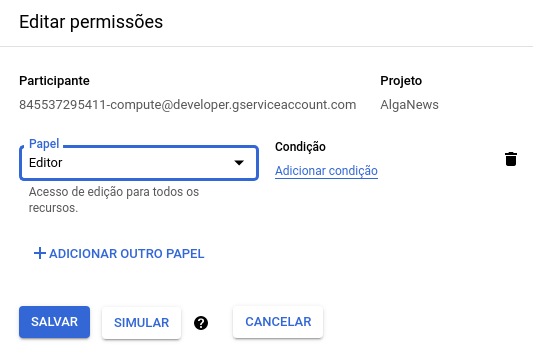 Editar permissões
Participante
Projeto
845537295411-compute@developer.gserviceaccount.com
AlgaNews
Papel
Editor
Condição
Adicionar condição
Acesso de edição para todos os
recursos.
+ ADICIONAR OUTRO PAPEL
SALVAR
SIMULAR
?
CANCELAR